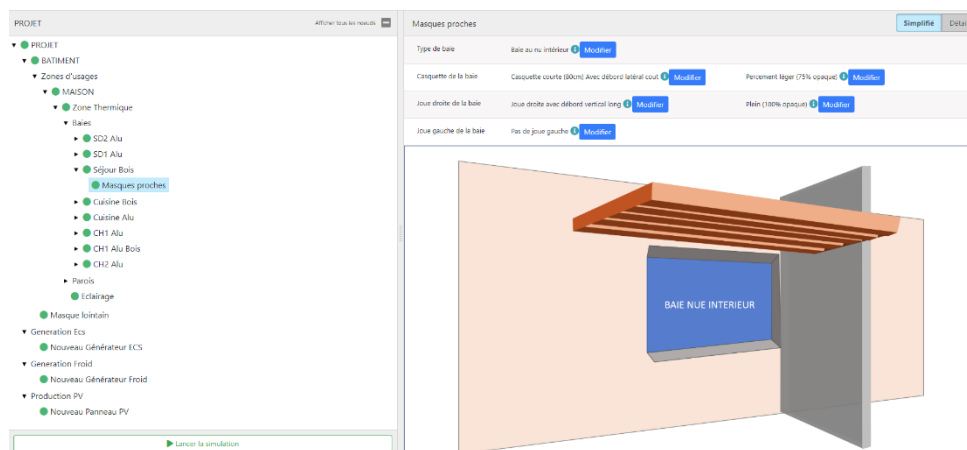 PROJET
Afficher tous les noeuds
PROJET
BATIMENT
Zones d'usages
MAISON
Zone Thermique
Baies
SD2 Alu
SD1 Alu
Séjour Bois
Masques proches
Cuisine Bois
Cuisine Alu
CH1 Alu
CH1 Alu Bois
CH2 Alu
Parois
Eclairage
Masque lointain
Generation Ecs
Nouveau Générateur ECS
Generation Froid
Nouveau Générateur Froid
Production PV
Nouveau Panneau PV
Lancer la simulation
Masques proches
Simplifié Détai
Type de baie Baie au nu intérieur Modifier
Casquette de la baie Casquette courte (80cm) Avec débord latéral cout Modifier Percement léger (75% opaque) Modifier
Joue droite de la baie Joue droite avec débord vertical long Modifier Plein (100% opaque) Modifier
Joue gauche de la baie Pas de joue gauche Modifier
BAIE NUE INTERIEUR